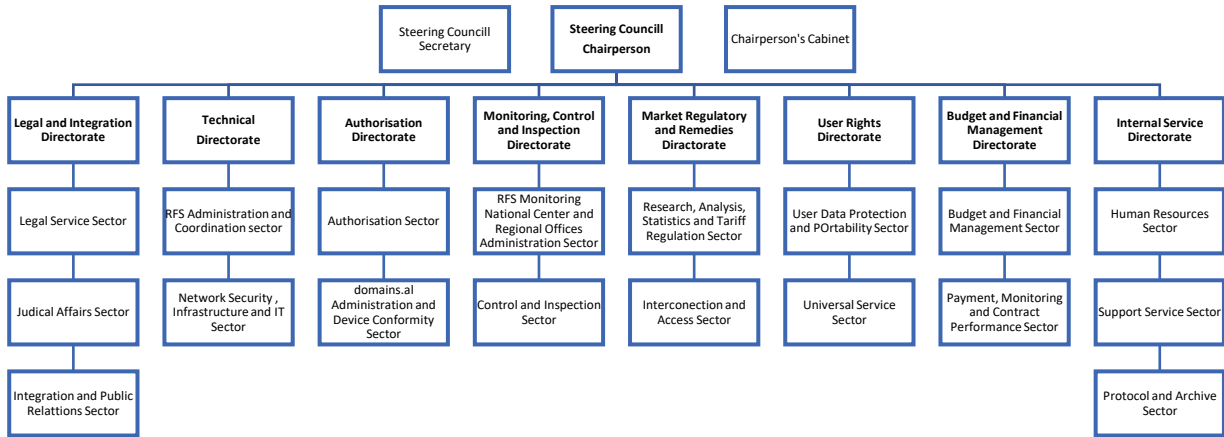 Steering Councill
Secretary
Steering Councill
Chairperson
Chairperson's Cabinet
Legal and Integration
Directorate
Technical
Directorate
Authorisation
Directorate
Monitoring, Control
and Inspection
Directorate
Market Regulatory
and Remedies
Diractorate
User Rights
Directorate
Budget and Financial
Management
Directorate
Internal Service
Directorate
Legal Service Sector
RFS Administration and
Coordination sector
Authorisation Sector
RFS Monitoring
National Center and
Regional Offices
Administration Sector
Research, Analysis,
Statistics and Tariff
Regulation Sector
User Data Protection
and POrtability Sector
Budget and Financial
Management Sector
Human Resources
Sector
Judical Affairs Sector
Network Security ,
Infrastructure and IT
Sector
domains.al
Administration and
Device Conformity
Sector
Control and Inspection
Sector
Interconection and
Access Sector
Universal Service
Sector
Payment, Monitoring
and Contract
Performance Sector
Support Service Sector
Integration and Public
Relattions Sector
Protocol and Archive
Sector